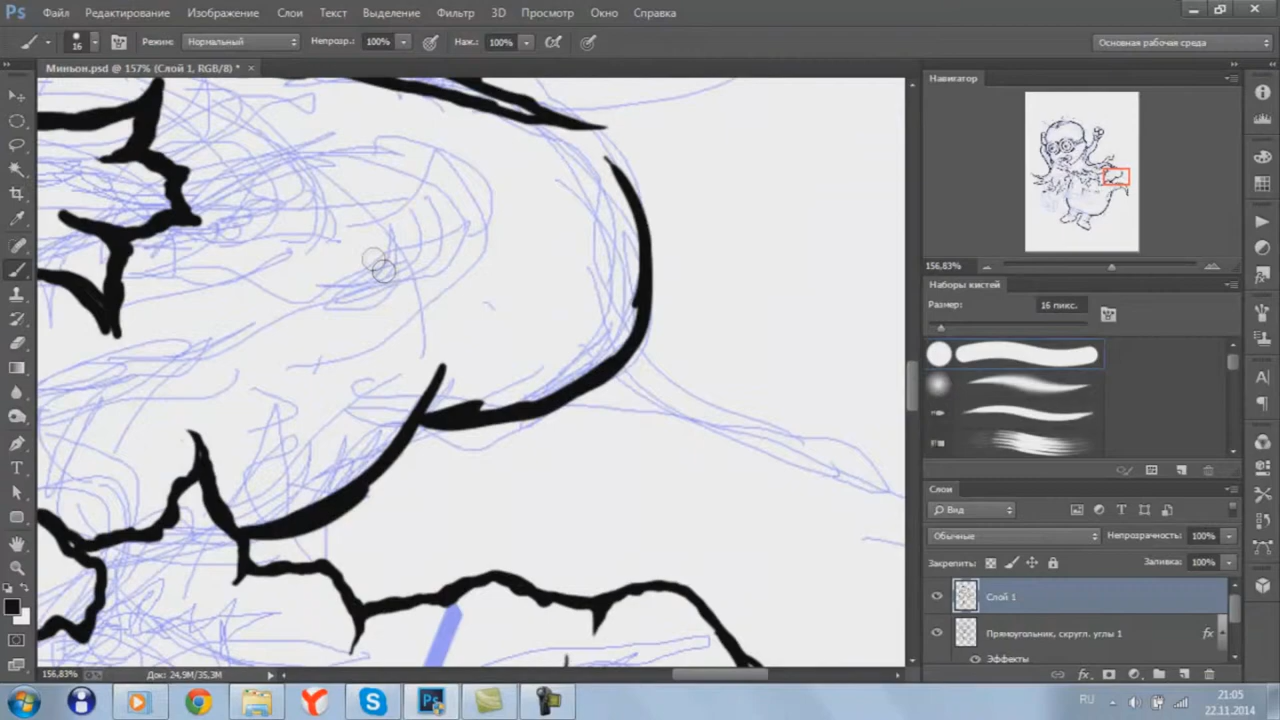 Ps Файл Редактирование Изображение Слои Текст Выделение Фильтр 3D Просмотр Окно Справка
16 Режим: Нормальный Непрозр.: 100% Наж.: 100% Основная рабочая среда
Миньон.psd @ 157% (Слой 1, RGB/8) * ×
Навигатор
156,83%
Наборы кистей
Размер: 16 пикс.
Слои
Вид
Обычные Непрозрачность: 100%
Закрепить: Заливка: 100%
Слой 1
Прямоугольник, скругл. углы 1 fx
Эффекты
156,83% Док: 24,9M/35,3M
RU 21:05
22.11.2014